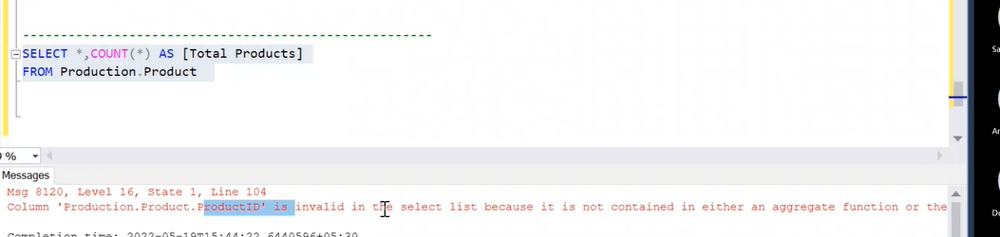 SELECT *,COUNT(*) AS [Total Products]
FROM Production.Product
%
Messages
Msg 8120, Level 16, State 1, Line 104
Column 'Production.Product.ProductID' is invalid in the select list because it is not contained in either an aggregate function or the
Completion time: 2022-05-19T15:44:22.6440596+05:30
Sa
Ar